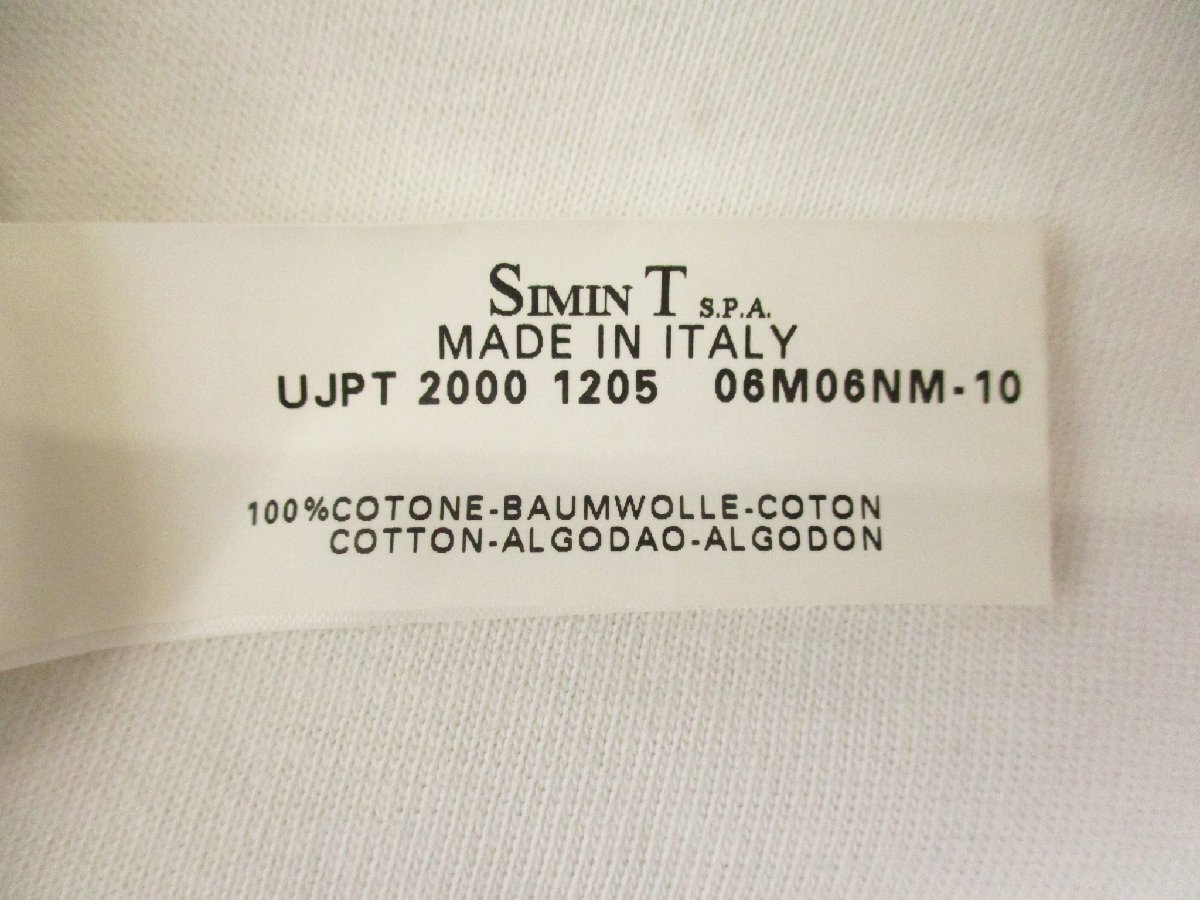 SIMIN T S.P.A.
MADE IN ITALY
UJPT 2000 1205 06M06NM-10
100%COTONE-BAUMWOLLE-COTON
COTTON-ALGODAO-ALGODON